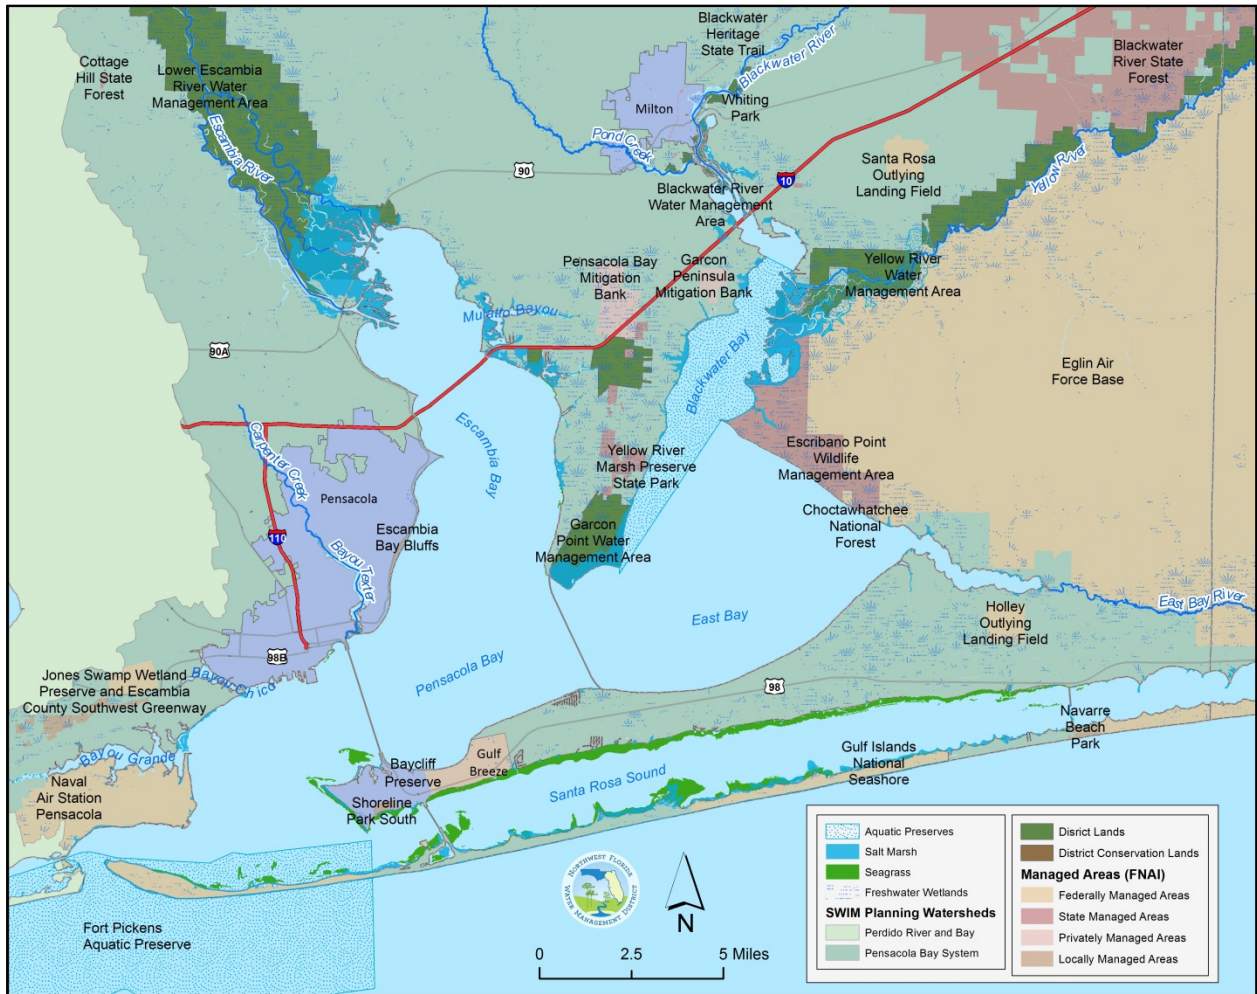 Cottage
Hill State
Forest
Lower Escambia
River Water
Management Area
Escambia River
Blackwater
Heritage
State Trail
Blackwater River
Blackwater
River State
Forest
Milton
Whiting
Park
Pond Creek
90
10
Santa Rosa
Outlying
Landing Field
Yellow River
Blackwater River
Water Management
Area
Pensacola Bay
Mitigation
Bank
Garcon
Peninsula
Mitigation Bank
Yellow River
Water
Management Area
Mulatto Bayou
90A
Blackwater Bay
Eglin Air
Force Base
Escambia Bay
Carpenter Creek
Pensacola
Escambia
Bay Bluffs
110
Bayou Texter
Yellow River
Marsh Preserve
State Park
Escribano Point
Wildlife
Management Area
Garcon
Point Water
Management Area
Choctawhatchee
National
Forest
East Bay River
East Bay
Holley
Outlying
Landing Field
98B
Pensacola Bay
98
Bayou Chico
Jones Swamp Wetland
Preserve and Escambia
County Southwest Greenway
Bayou Grande
Naval
Air Station
Pensacola
Baycliff
Preserve
Gulf
Breeze
Shoreline
Park South
Santa Rosa Sound
Gulf Islands
National
Seashore
Navarre
Beach
Park
Fort Pickens
Aquatic Preserve
NORTHWEST FLORIDA
WATER MANAGEMENT DISTRICT
N
0 2.5 5 Miles
Aquatic Preserves
Salt Marsh
Seagrass
Freshwater Wetlands
SWIM Planning Watersheds
Perdido River and Bay
Pensacola Bay System
Disrict Lands
District Conservation Lands
Managed Areas (FNAI)
Federally Managed Areas
State Managed Areas
Privately Managed Areas
Locally Managed Areas